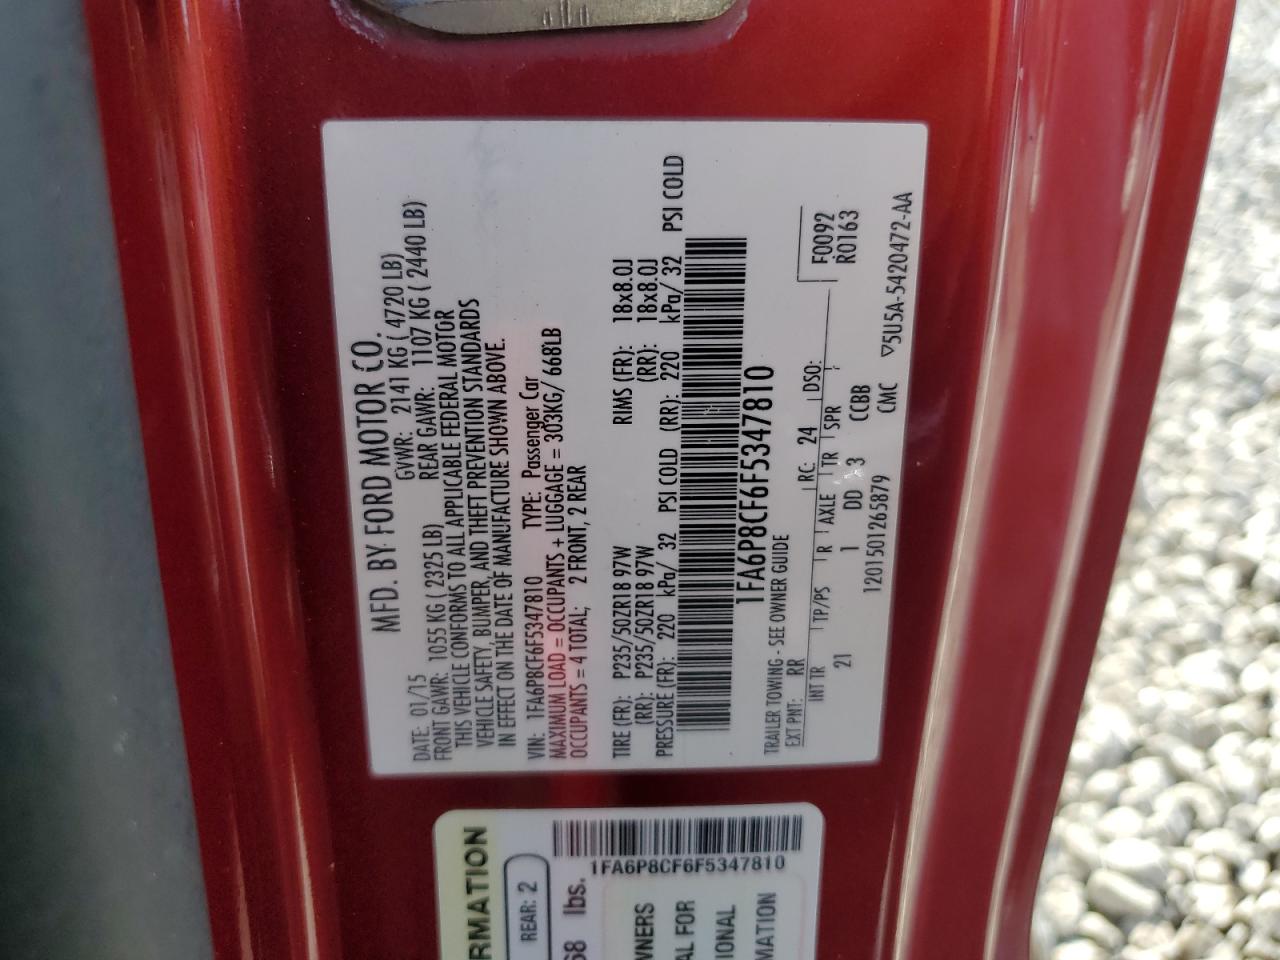 MFD. BY FORD MOTOR CO.
DATE: 01/15 GVWR: 2141 KG ( 4720 LB)
FRONT GAWR: 1055 KG ( 2325 LB) REAR GAWR: 1107 KG ( 2440 LB)
THIS VEHICLE CONFORMS TO ALL APPLICABLE FEDERAL MOTOR
VEHICLE SAFETY, BUMPER, AND THEFT PREVENTION STANDARDS
IN EFFECT ON THE DATE OF MANUFACTURE SHOWN ABOVE.
VIN: 1FA6P8CF6F5347810 TYPE: Passenger Car
MAXIMUM LOAD = OCCUPANTS + LUGGAGE = 303KG/ 668LB
OCCUPANTS = 4 TOTAL; 2 FRONT, 2 REAR
TIRE (FR): P235/50ZR18 97W RIMS (FR): 18x8.0J
(RR): P235/50ZR18 97W (RR): 18x8.0J
PRESSURE (FR): 220 kPa/ 32 PSI COLD (RR): 220 kPa/ 32 PSI COLD
1FA6P8CF6F5347810
TRAILER TOWING - SEE OWNER GUIDE
EXT PNT: RR RC: 24 DSO: F0092
R0163
INT TR TP/PS R AXLE TR SPR
21 1 DD 3 CCBB
1201501265879 CMC ▽5U5A-5420472-AA
RMATION
REAR: 2
68 lbs.
1FA6P8CF6F5347810
WNERS
AL FOR
IONAL
MATION